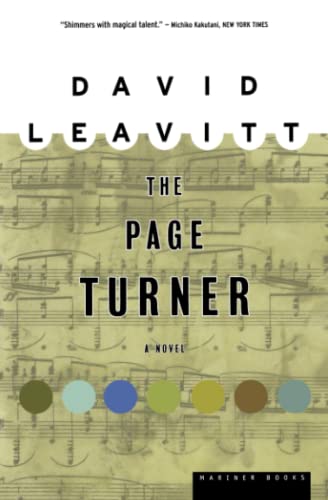 "Shimmers with magical talent." — Michiko Kakutani, NEW YORK TIMES
DAVID
LEAVITT
THE
PAGE
TURNER
A NOVEL
MARINER BOOKS